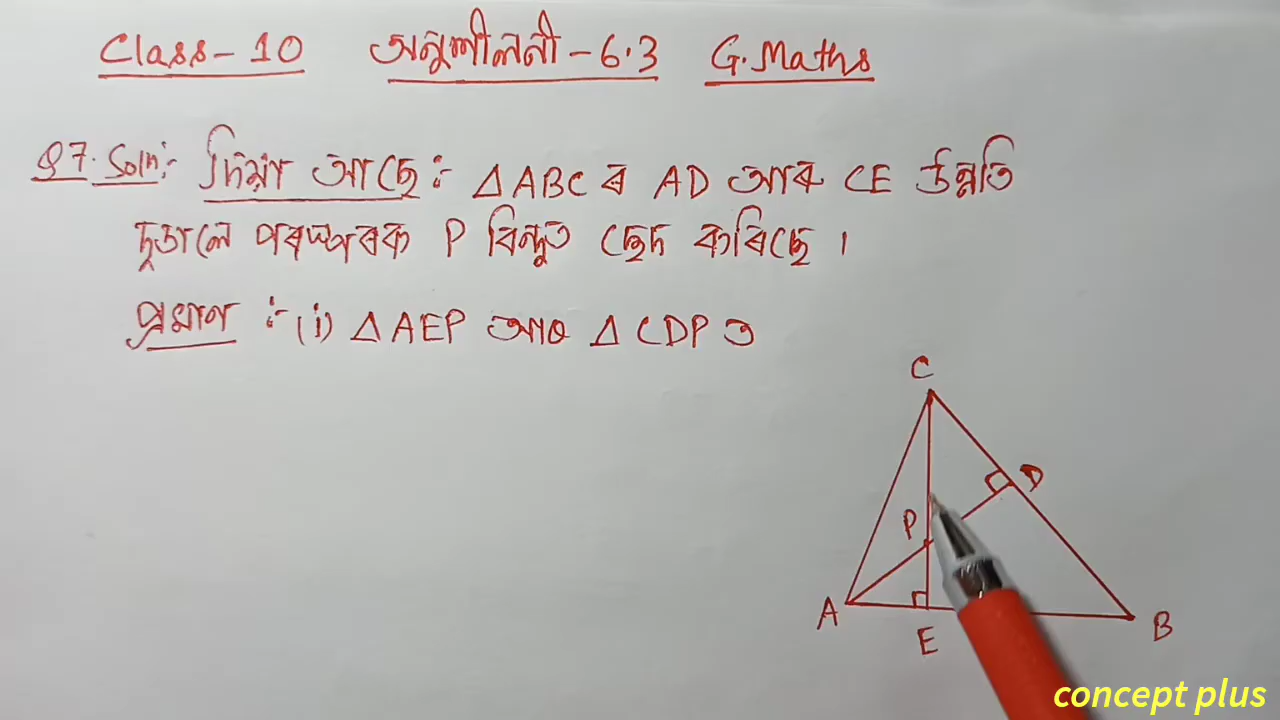 Class-10 অনুশীলনী-6.3 G.Maths
Q7. Soln:- দিয়া আছে :- ΔABC ৰ AD আৰু CE উন্নতি
দুডালে পৰস্পৰক P বিন্দুত ছেদ কৰিছে ।
প্ৰমাণ :- (i) Δ AEP আৰু Δ CDP ত
C
D
P
A
E
B
concept plus